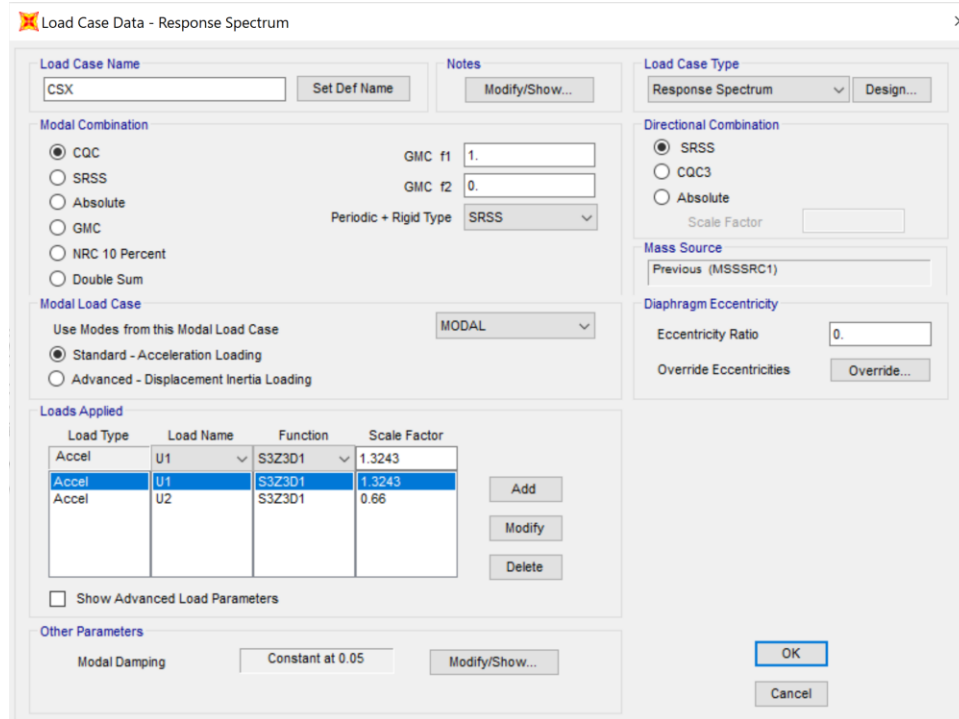 Load Case Data - Response Spectrum
Load Case Name
CSX
Set Def Name
Notes
Modify/Show...
Load Case Type
Response Spectrum
Design...
Modal Combination
CQC
SRSS
Absolute
GMC
NRC 10 Percent
Double Sum
GMC f1
1.
GMC f2
0.
Periodic + Rigid Type
SRSS
Directional Combination
SRSS
CQC3
Absolute
Scale Factor
Mass Source
Previous (MSSSRC1)
Modal Load Case
Use Modes from this Modal Load Case
MODAL
Standard - Acceleration Loading
Advanced - Displacement Inertia Loading
Diaphragm Eccentricity
Eccentricity Ratio
0.
Override Eccentricities
Override...
Loads Applied
Load Type Load Name Function Scale Factor
Accel U1 S3Z3D1 1.3243
Accel U1 S3Z3D1 1.3243
Accel U2 S3Z3D1 0.66
Add
Modify
Delete
Show Advanced Load Parameters
Other Parameters
Modal Damping
Constant at 0.05
Modify/Show...
OK
Cancel